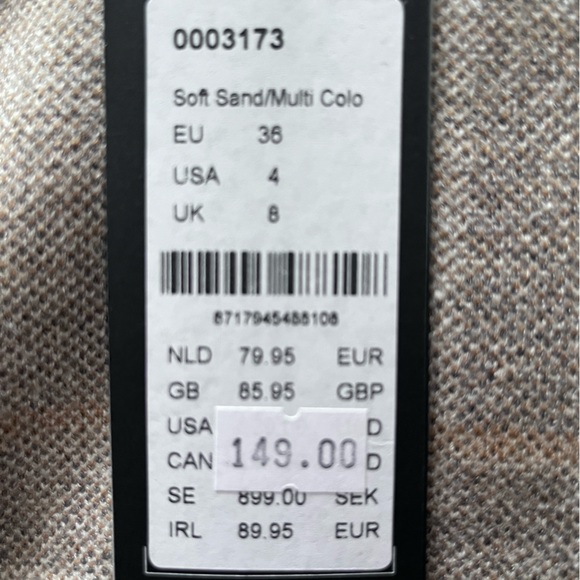 0003173
Soft Sand/Multi Colo
EU 36
USA 4
UK 8
8717945488108
NLD 79.95 EUR
GB 85.95 GBP
USA D
149.00
CAN D
SE 899.00 SEK
IRL 89.95 EUR